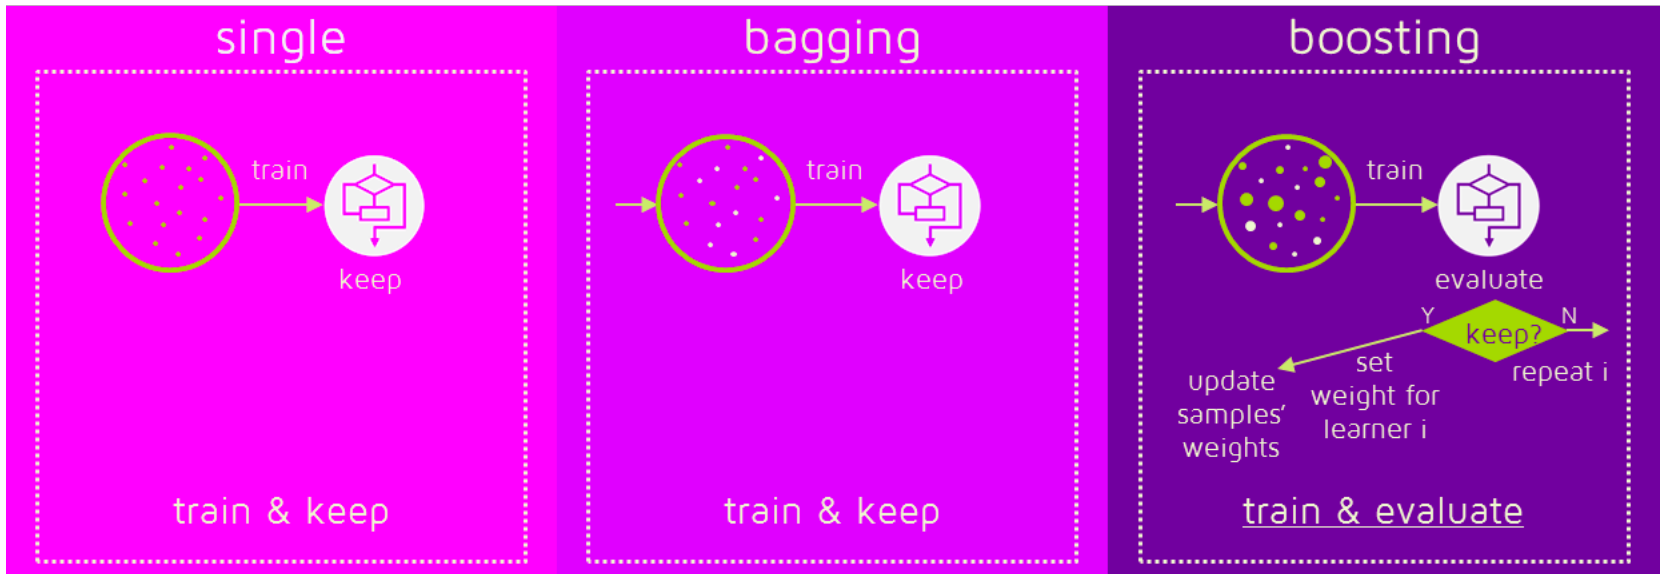 single
train
keep
train & keep
bagging
train
keep
train & keep
boosting
train
evaluate
Y
keep?
N
repeat i
set
weight for
learner i
update
samples’
weights
train & evaluate